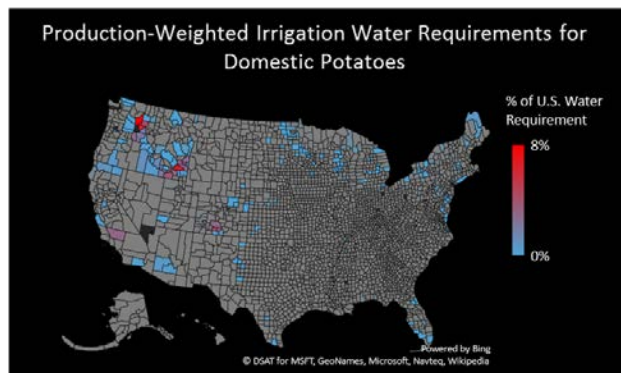 Production-Weighted Irrigation Water Requirements for
Domestic Potatoes
% of U.S. Water
Requirement
8%
0%
Powered by Bing
© DSAT for MSFT, GeoNames, Microsoft, Navteq, Wikipedia